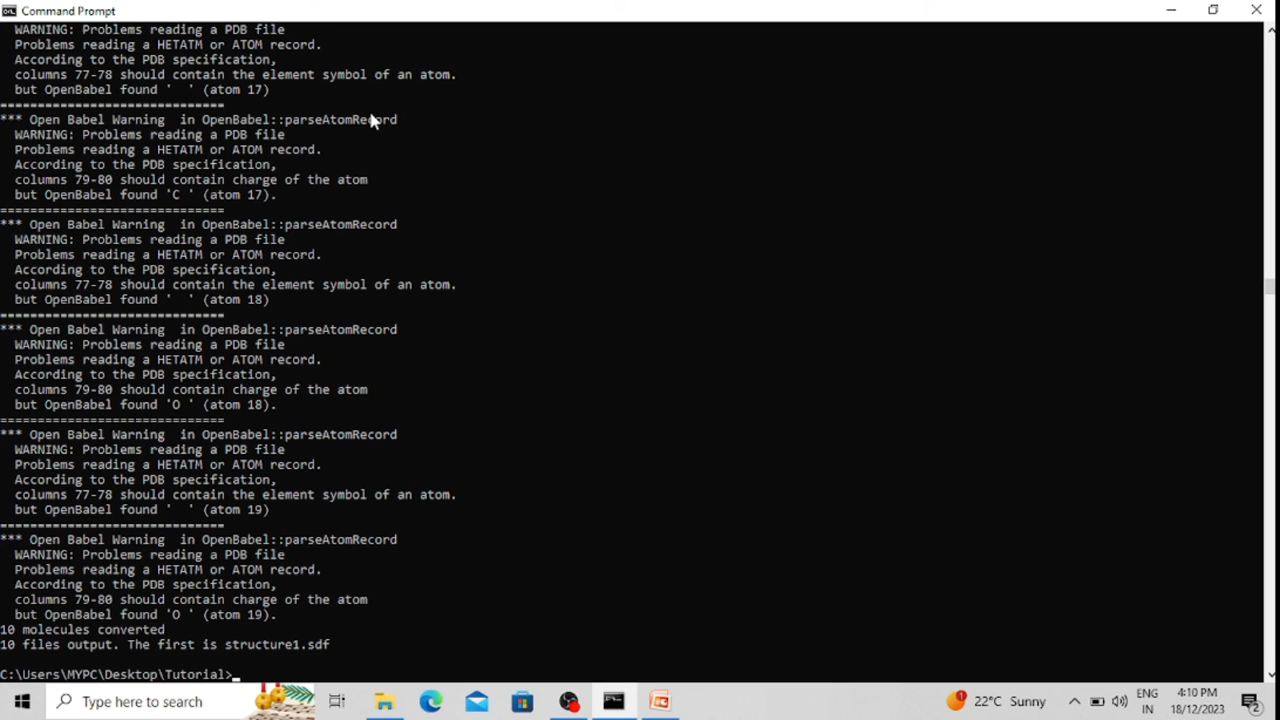 Command Prompt
WARNING: Problems reading a PDB file
Problems reading a HETATM or ATOM record.
According to the PDB specification,
columns 77-78 should contain the element symbol of an atom.
but OpenBabel found '  ' (atom 17)
==============================
*** Open Babel Warning  in OpenBabel::parseAtomRecord
WARNING: Problems reading a PDB file
Problems reading a HETATM or ATOM record.
According to the PDB specification,
columns 79-80 should contain charge of the atom
but OpenBabel found 'C ' (atom 17).
==============================
*** Open Babel Warning  in OpenBabel::parseAtomRecord
WARNING: Problems reading a PDB file
Problems reading a HETATM or ATOM record.
According to the PDB specification,
columns 77-78 should contain the element symbol of an atom.
but OpenBabel found '  ' (atom 18)
==============================
*** Open Babel Warning  in OpenBabel::parseAtomRecord
WARNING: Problems reading a PDB file
Problems reading a HETATM or ATOM record.
According to the PDB specification,
columns 79-80 should contain charge of the atom
but OpenBabel found 'O ' (atom 18).
==============================
*** Open Babel Warning  in OpenBabel::parseAtomRecord
WARNING: Problems reading a PDB file
Problems reading a HETATM or ATOM record.
According to the PDB specification,
columns 77-78 should contain the element symbol of an atom.
but OpenBabel found '  ' (atom 19)
==============================
*** Open Babel Warning  in OpenBabel::parseAtomRecord
WARNING: Problems reading a PDB file
Problems reading a HETATM or ATOM record.
According to the PDB specification,
columns 79-80 should contain charge of the atom
but OpenBabel found 'O ' (atom 19).
10 molecules converted
10 files output. The first is structure1.sdf
C:\Users\MYPC\Desktop\Tutorial>
Type here to search
22°C Sunny
ENG
IN
4:10 PM
18/12/2023
2